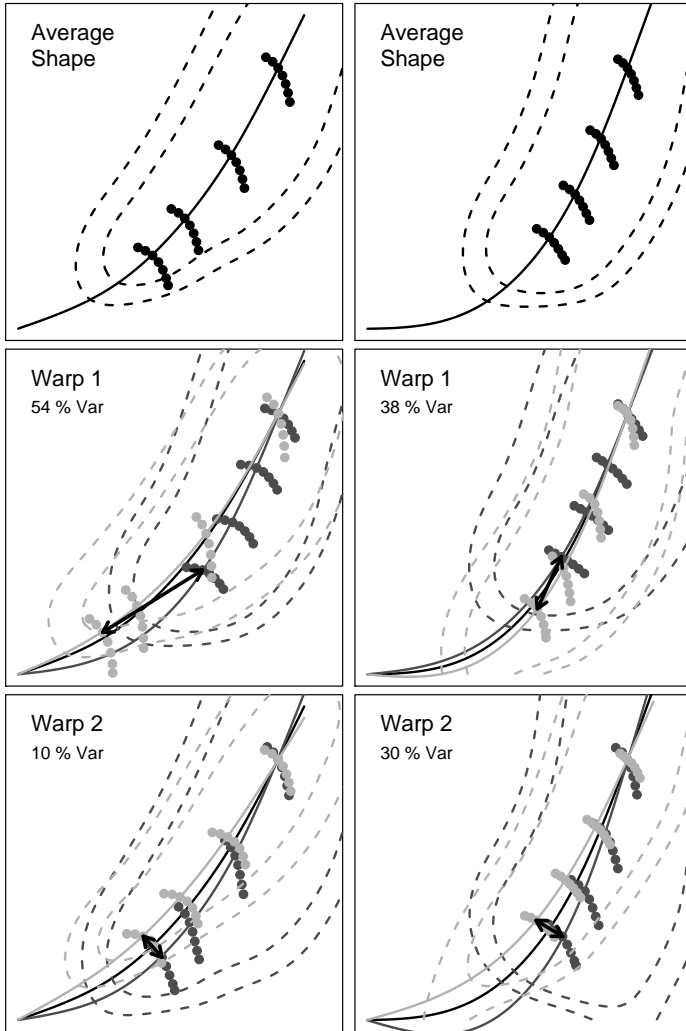 Average
Shape
Average
Shape
Warp 1
54 % Var
Warp 1
38 % Var
Warp 2
10 % Var
Warp 2
30 % Var